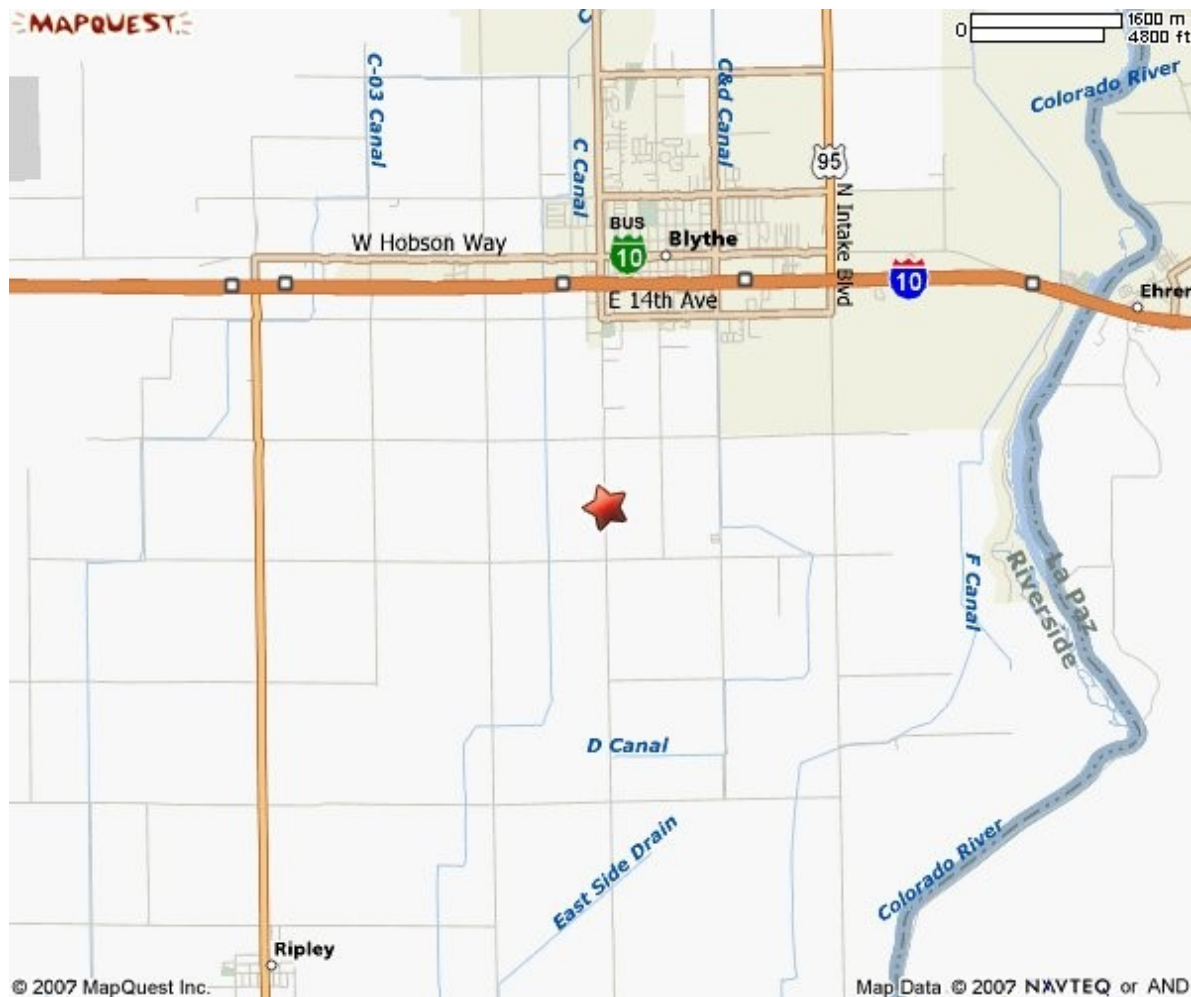 MAPQUEST
0
1600 m
4800 ft
C-03 Canal
C Canal
C&d Canal
Colorado River
95
N Intake Blvd
BUS
10
Blythe
W Hobson Way
10
E 14th Ave
Ehrer
F Canal
La Paz
Riverside
D Canal
East Side Drain
Colorado River
Ripley
© 2007 MapQuest Inc.
Map Data © 2007 NAVTEQ or AND